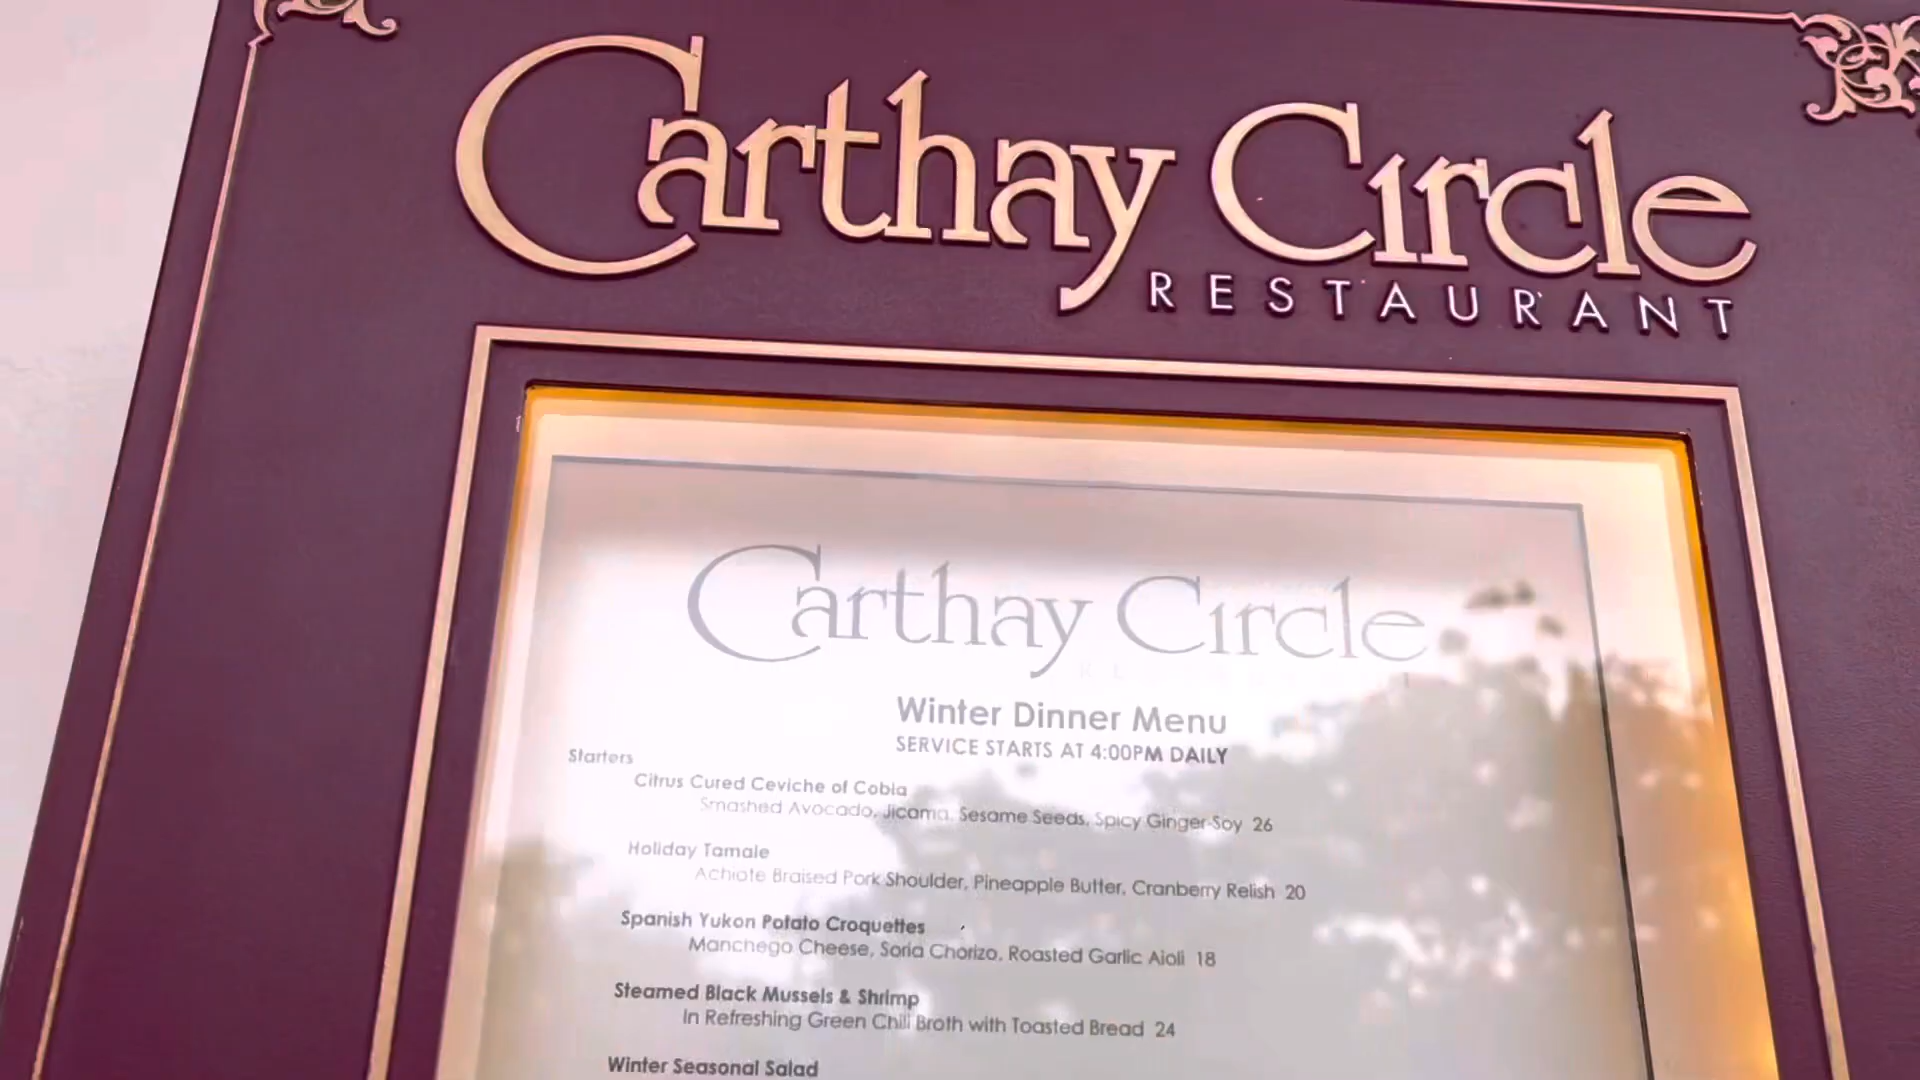 Carthay Circle
RESTAURANT
Carthay Circle
Winter Dinner Menu
SERVICE STARTS AT 4:00PM DAILY
Starters
Citrus Cured Ceviche of Cobia
Smashed Avocado, Jicama, Sesame Seeds, Spicy Ginger-Soy 26
Holiday Tamale
Achiote Braised Pork Shoulder, Pineapple Butter, Cranberry Relish 20
Spanish Yukon Potato Croquettes
Manchego Cheese, Soria Chorizo, Roasted Garlic Aioli 18
Steamed Black Mussels & Shrimp
In Refreshing Green Chili Broth with Toasted Bread 24
Winter Seasonal Salad